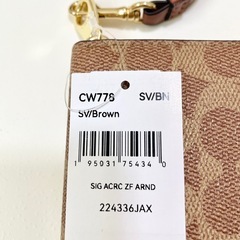 CW778 SV/BN
SV/Brown
1 95031 75434 0
SIG ACRC ZF ARND
224336JAX